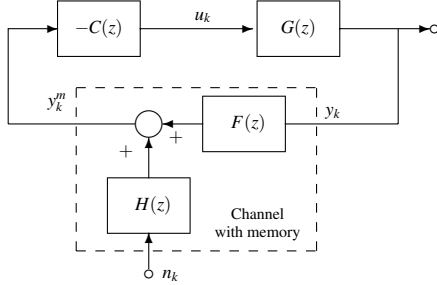 −C(z)
u_k
G(z)
y_k^m
y_k
F(z)
+
+
H(z)
Channel
with memory
n_k